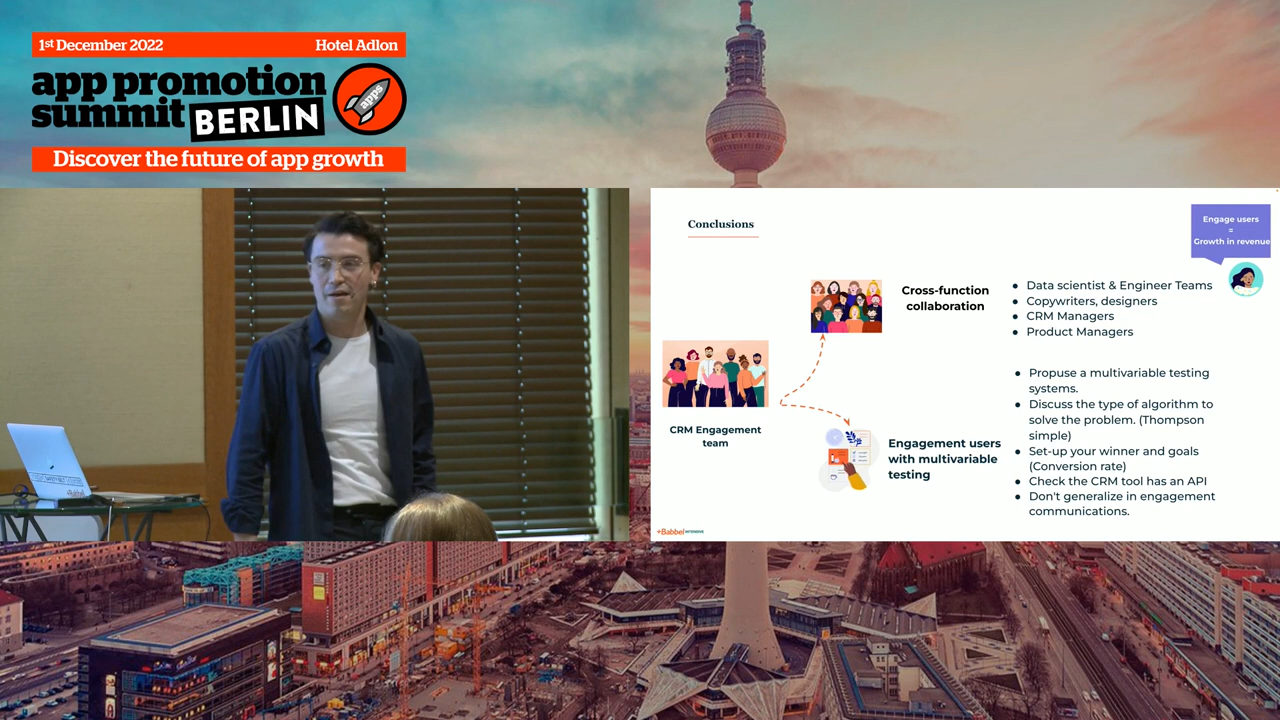 1st December 2022
Hotel Adlon
app promotion
summit BERLIN
apps
Discover the future of app growth
Conclusions
Engage users
=
Growth in revenue
Cross-function
collaboration
● Data scientist & Engineer Teams
● Copywriters, designers
● CRM Managers
● Product Managers
CRM Engagement
team
Engagement users
with multivariable
testing
● Propuse a multivariable testing
systems.
● Discuss the type of algorithm to
solve the problem. (Thompson
simple)
● Set-up your winner and goals
(Conversion rate)
● Check the CRM tool has an API
● Don't generalize in engagement
communications.
+Babbel